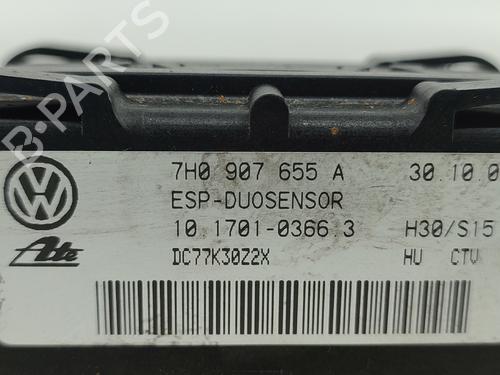 7H0 907 655 A 30.10.0
ESP-DUOSENSOR
10.1701-0366.3 H30/S15
DC77K30Z2X HU CTV
Ate
B-PARTS